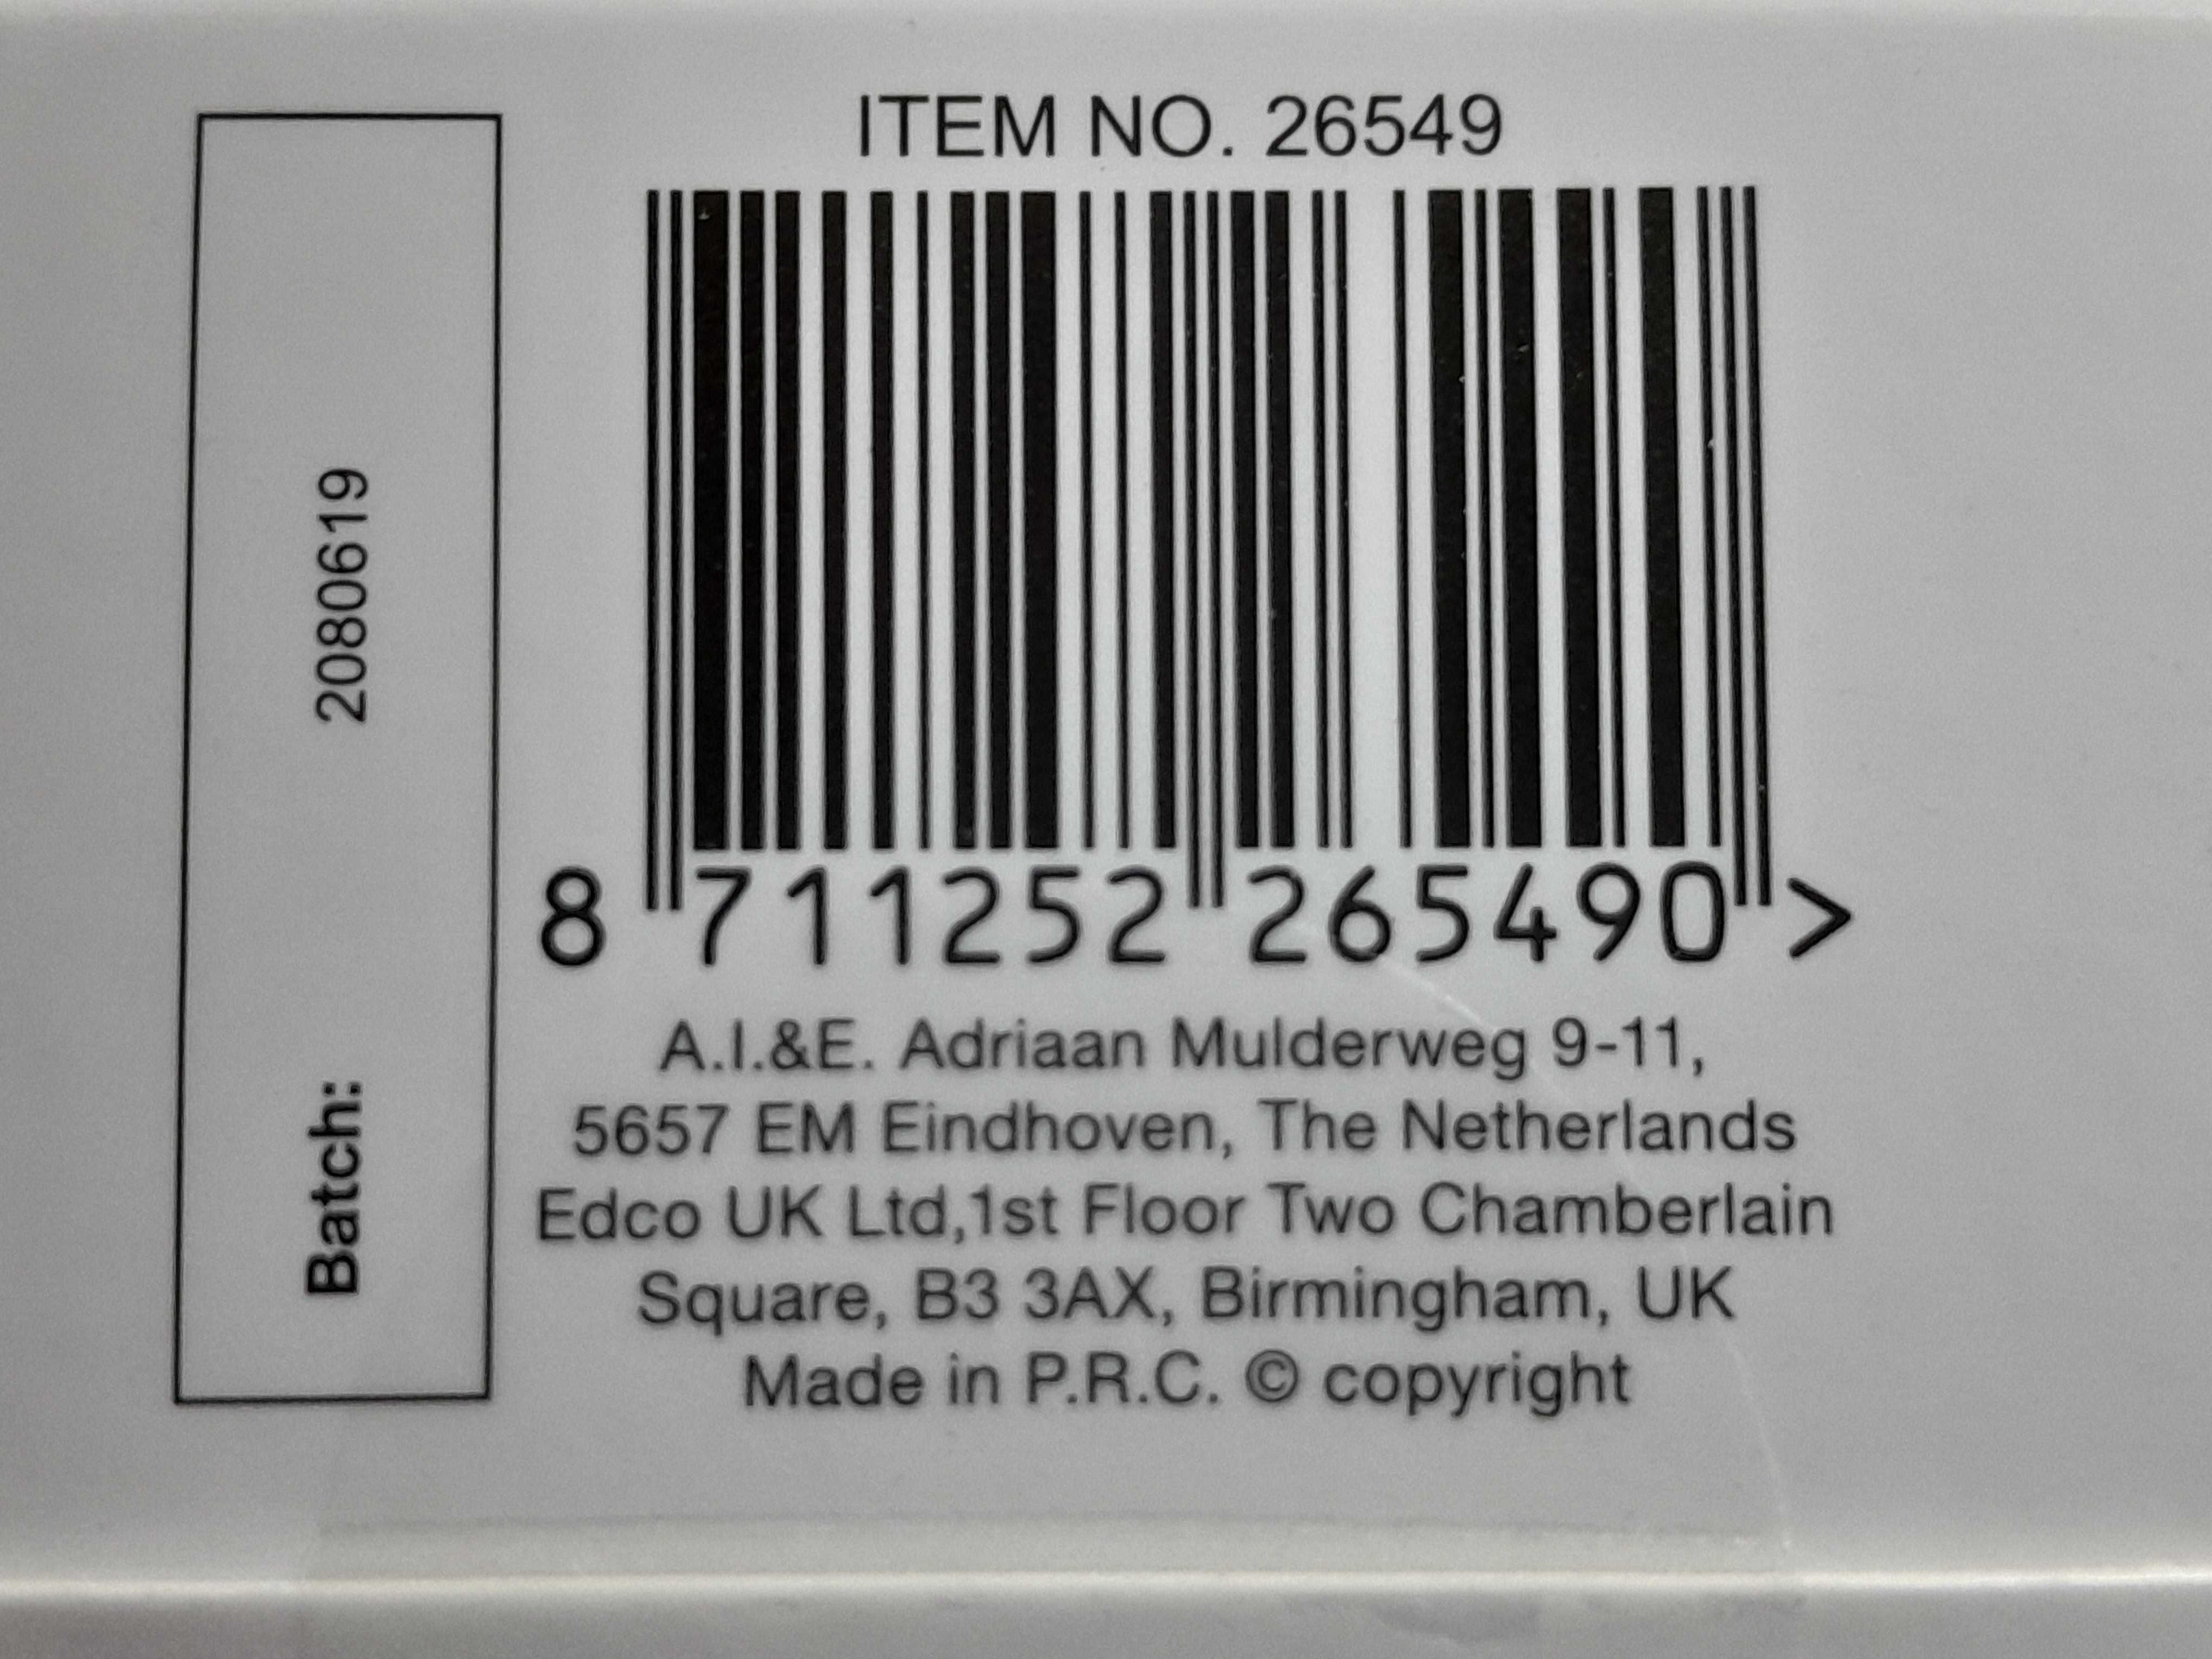 ITEM NO. 26549
8 711252 265490 >
A.I.&E. Adriaan Mulderweg 9-11,
5657 EM Eindhoven, The Netherlands
Edco UK Ltd,1st Floor Two Chamberlain
Square, B3 3AX, Birmingham, UK
Made in P.R.C. © copyright
Batch: 2080619